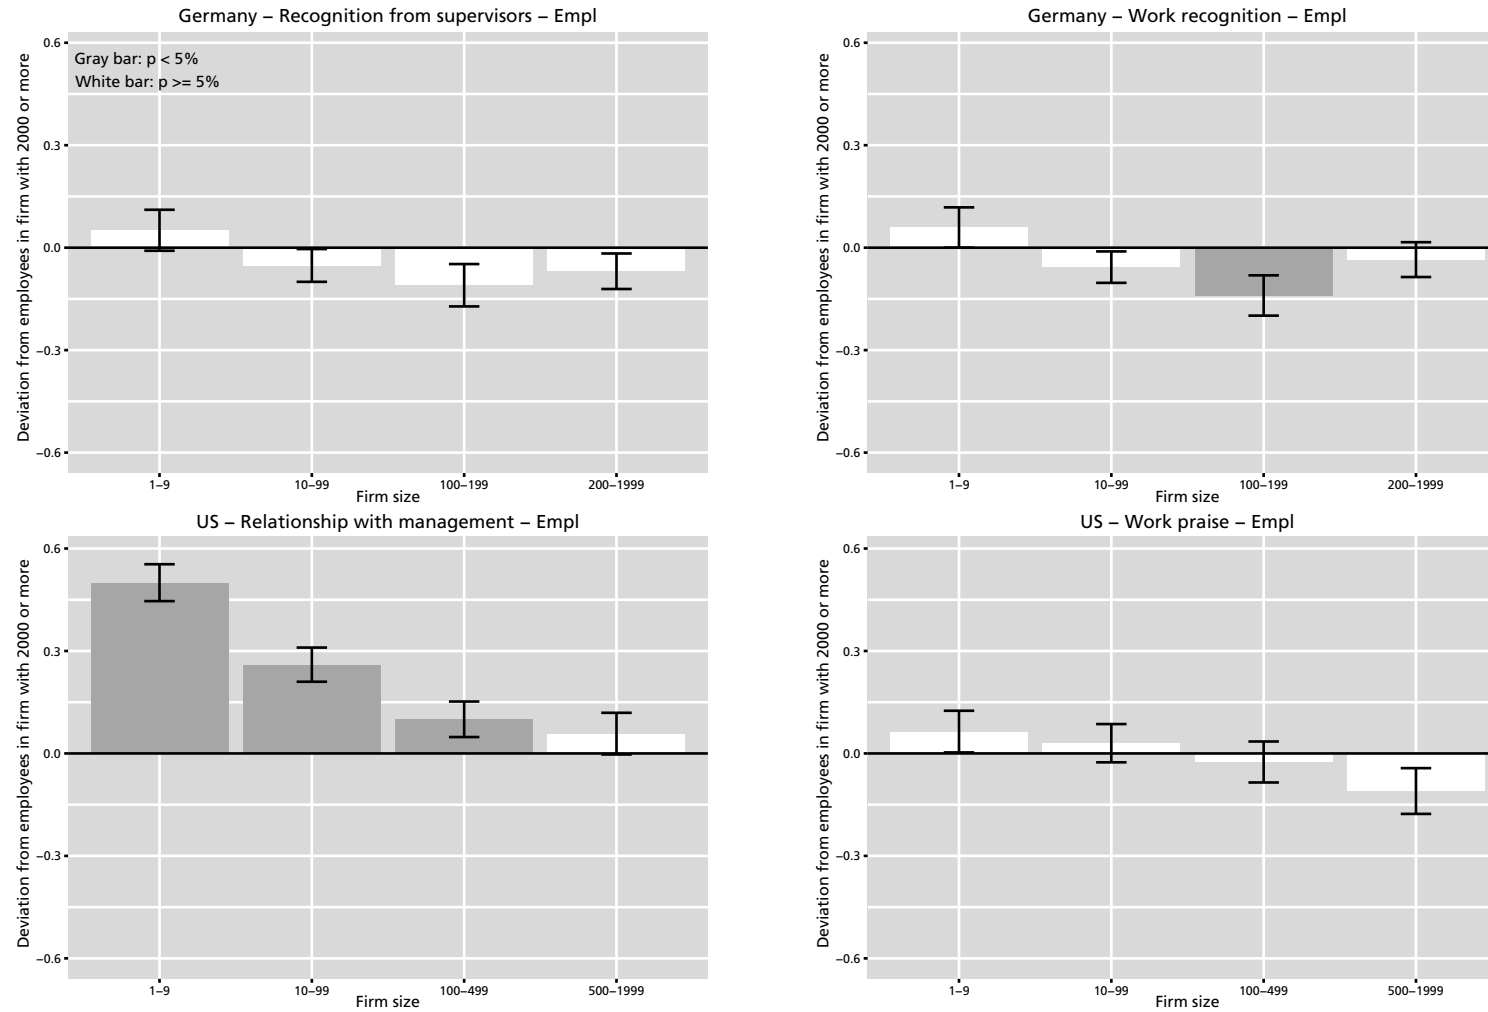 Germany – Recognition from supervisors – Empl
Deviation from employees in firm with 2000 or more
0.6
0.3
0.0
−0.3
−0.6
Gray bar: p < 5%
White bar: p >= 5%
1–9
10–99
100–199
200–1999
Firm size
Germany – Work recognition – Empl
Deviation from employees in firm with 2000 or more
0.6
0.3
0.0
−0.3
−0.6
1–9
10–99
100–199
200–1999
Firm size
US – Relationship with management – Empl
Deviation from employees in firm with 2000 or more
0.6
0.3
0.0
−0.3
−0.6
1–9
10–99
100–499
500–1999
Firm size
US – Work praise – Empl
Deviation from employees in firm with 2000 or more
0.6
0.3
0.0
−0.3
−0.6
1–9
10–99
100–499
500–1999
Firm size